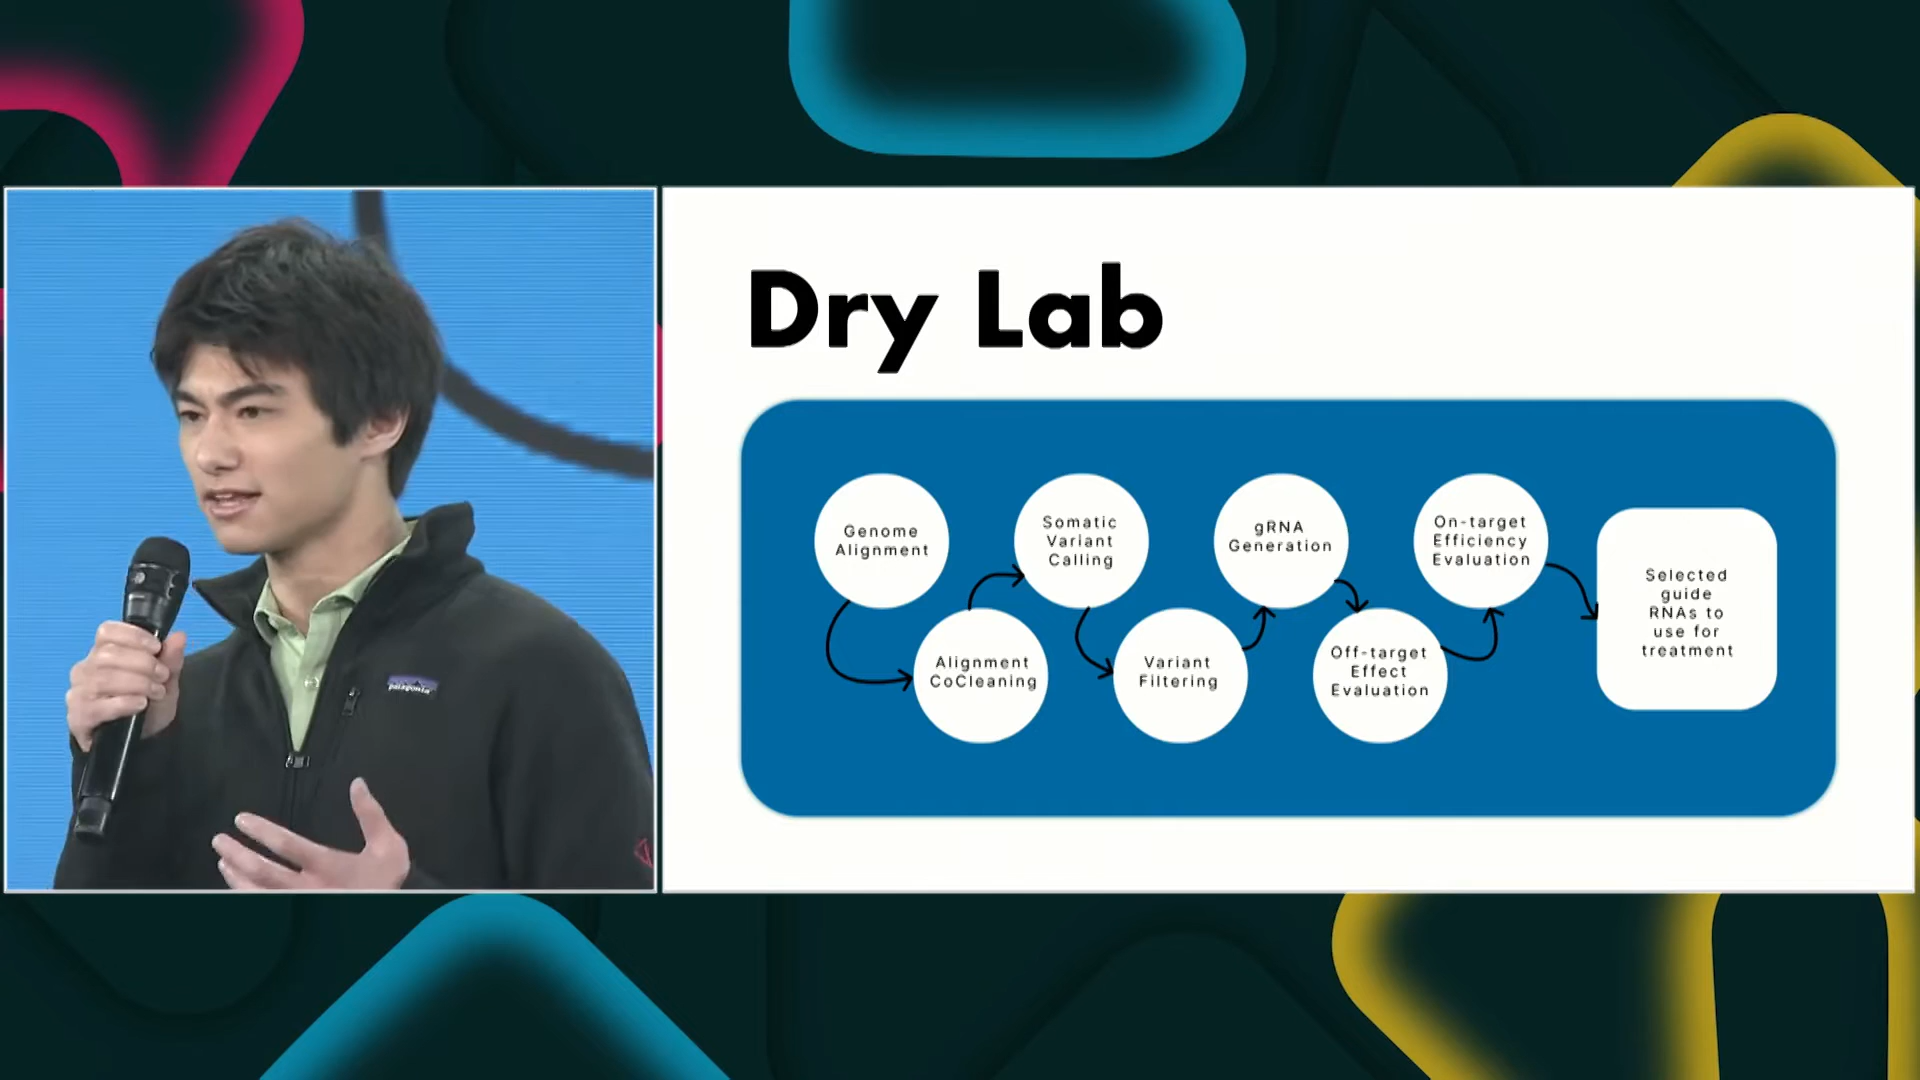 Dry Lab
Genome
Alignment
Alignment
CoCleaning
Somatic
Variant
Calling
Variant
Filtering
gRNA
Generation
Off-target
Effect
Evaluation
On-target
Efficiency
Evaluation
Selected
guide
RNAs to
use for
treatment
patagonia